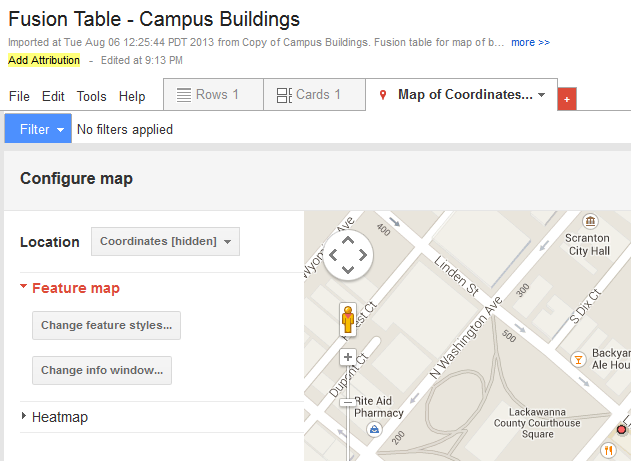 Fusion Table - Campus Buildings
Imported at Tue Aug 06 12:25:44 PDT 2013 from Copy of Campus Buildings. Fusion table for map of b... more >>
Add Attribution - Edited at 9:13 PM
File Edit Tools Help Rows 1 Cards 1 Map of Coordinates... +
Filter No filters applied
Configure map
Location Coordinates [hidden]
Feature map
Change feature styles...
Change info window...
Heatmap
400
Ave
Linden St
Scranton
City Hall
300
S Dix Ct
N Washington Ave
500
Backyar
Ale Hou
Dupont Ct
Rite Aid
Pharmacy
200
Lackawanna
County Courthouse
Square